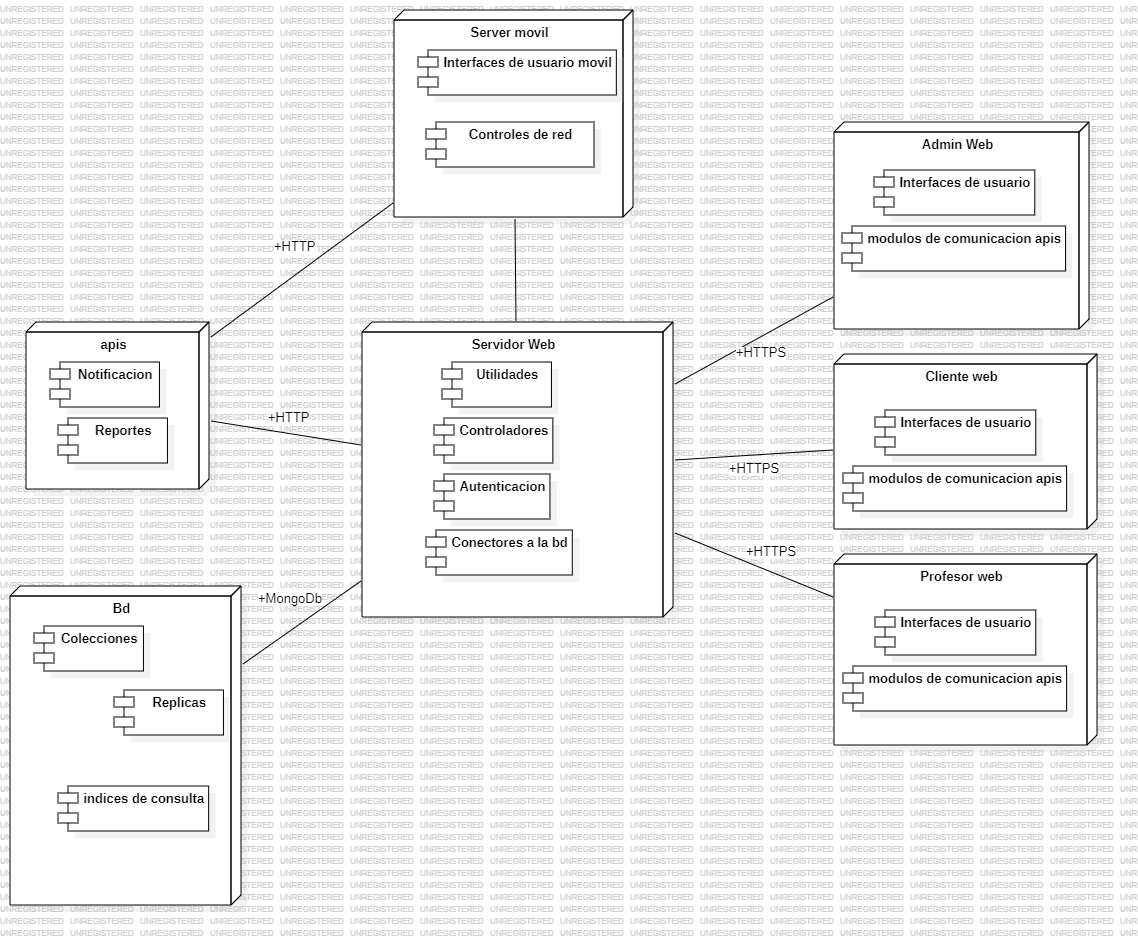 Server movil
Interfaces de usuario movil
Controles de red
+HTTP
apis
Notificacion
Reportes
+HTTP
Servidor Web
Utilidades
Controladores
Autenticacion
Conectores a la bd
Admin Web
Interfaces de usuario
modulos de comunicacion apis
+HTTPS
Cliente web
Interfaces de usuario
modulos de comunicacion apis
+HTTPS
Profesor web
Interfaces de usuario
modulos de comunicacion apis
+HTTPS
+MongoDb
Bd
Colecciones
Replicas
indices de consulta
UNREGISTERED